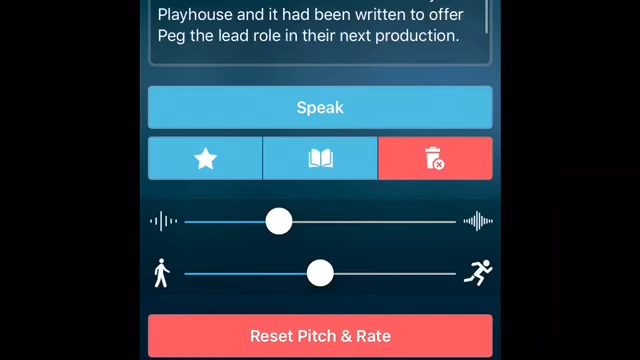 Playhouse and it had been written to offer
Peg the lead role in their next production.
Speak
Reset Pitch & Rate